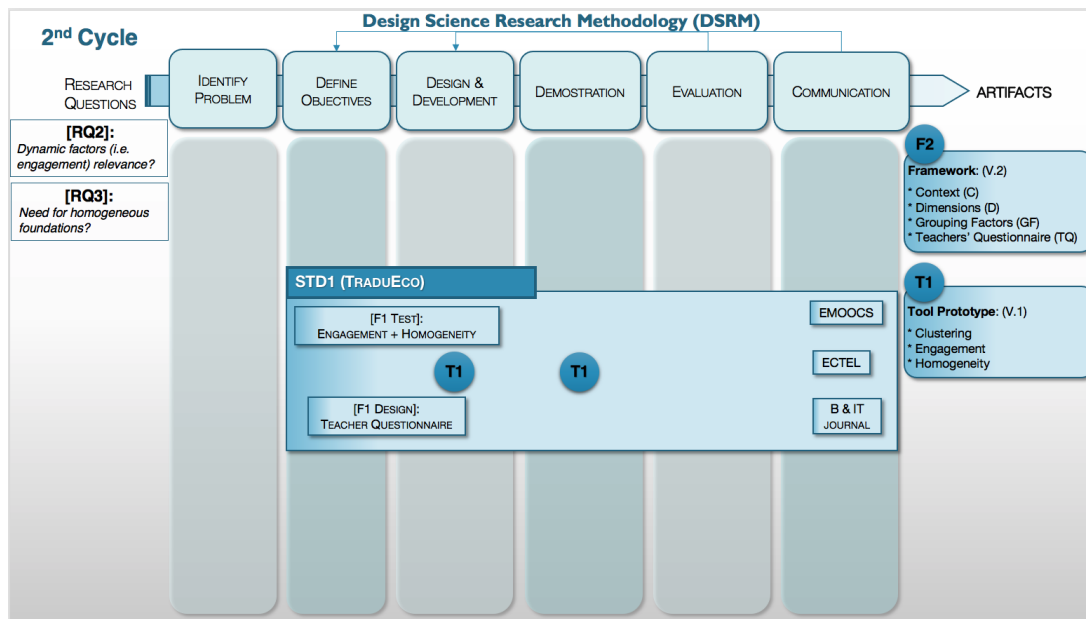 Design Science Research Methodology (DSRM)
2nd Cycle
RESEARCH
QUESTIONS
IDENTIFY
PROBLEM
DEFINE
OBJECTIVES
DESIGN &
DEVELOPMENT
DEMOSTRATION
EVALUATION
COMMUNICATION
ARTIFACTS
[RQ2]:
Dynamic factors (i.e.
engagement) relevance?
[RQ3]:
Need for homogeneous
foundations?
F2
Framework: (V.2)
* Context (C)
* Dimensions (D)
* Grouping Factors (GF)
* Teachers' Questionnaire (TQ)
STD1 (TRADUECO)
[F1 TEST]:
ENGAGEMENT + HOMOGENEITY
T1
T1
[F1 DESIGN]:
TEACHER QUESTIONNAIRE
EMOOCS
ECTEL
B & IT
JOURNAL
T1
Tool Prototype: (V.1)
* Clustering
* Engagement
* Homogeneity